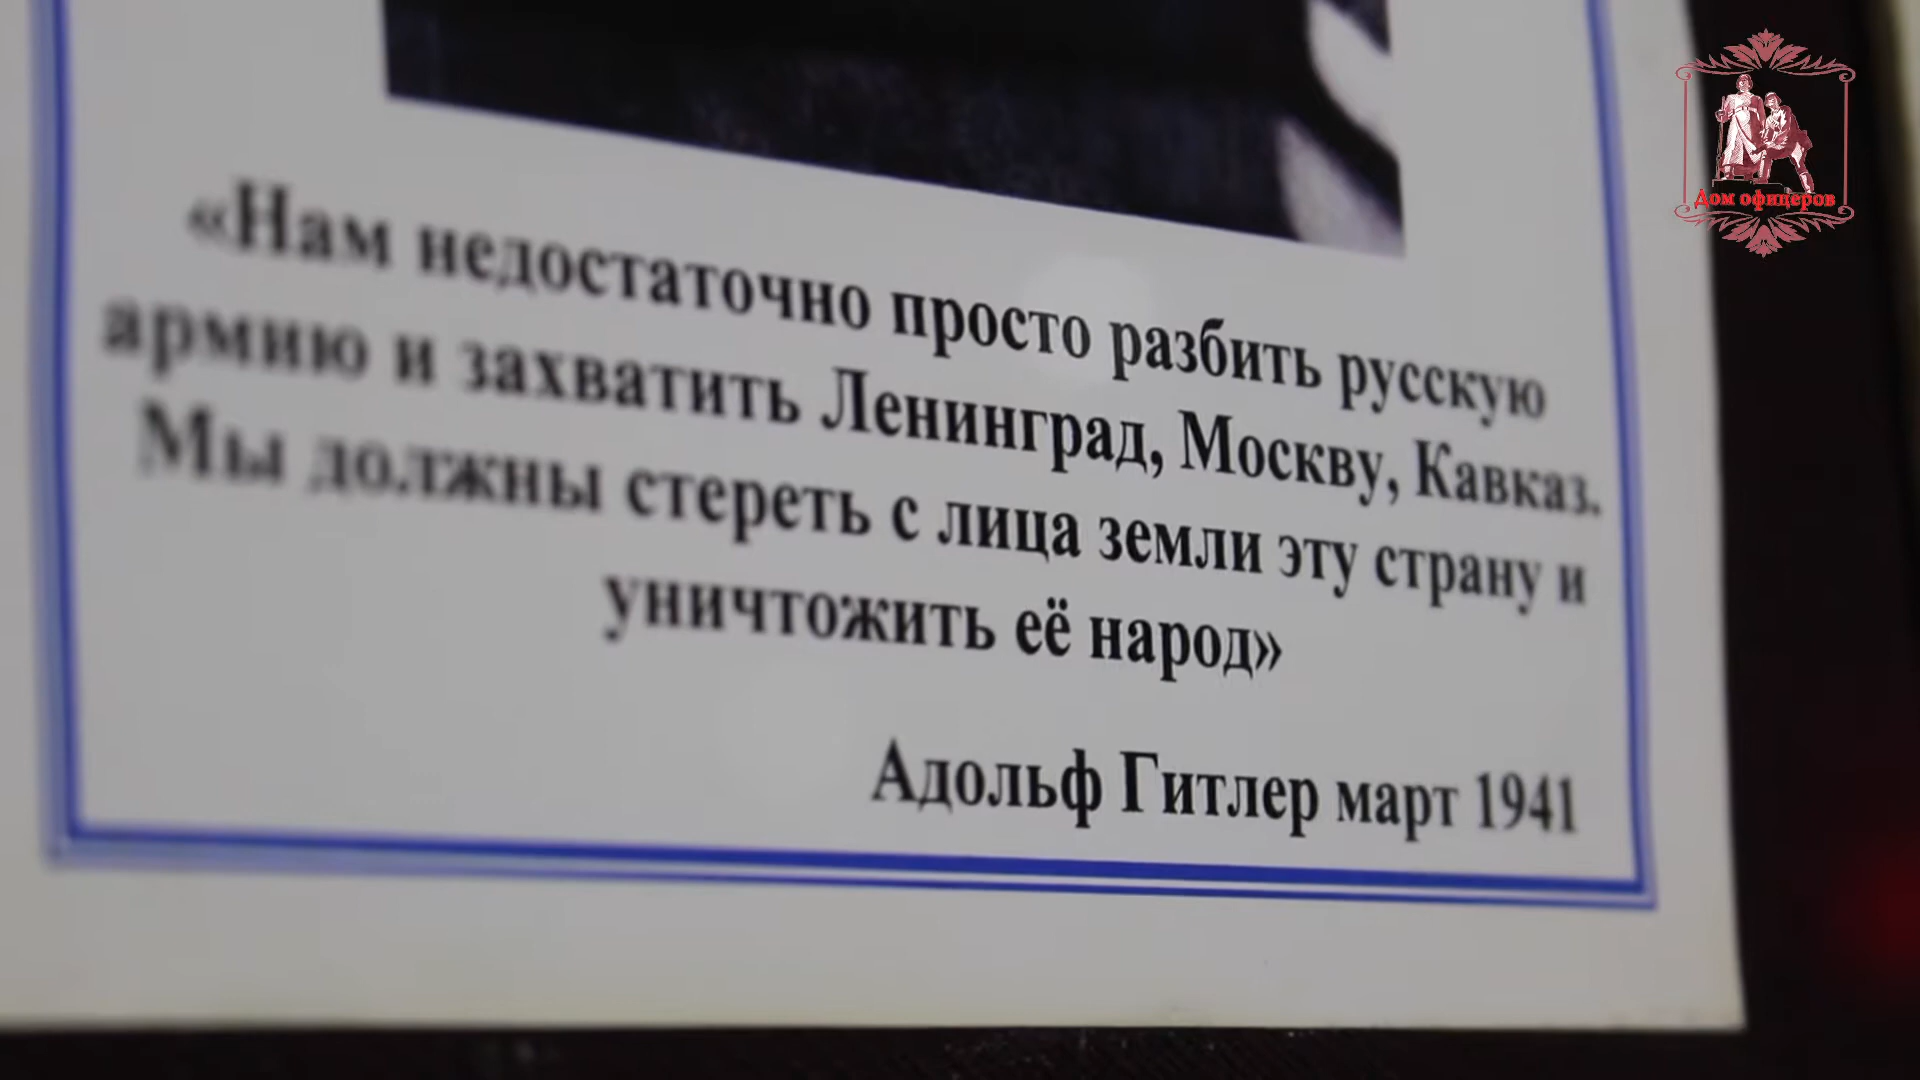 «Нам недостаточно просто разбить русскую
армию и захватить Ленинград, Москву, Кавказ.
Мы должны стереть с лица земли эту страну и
уничтожить её народ»
Адольф Гитлер март 1941
Дом офицеров